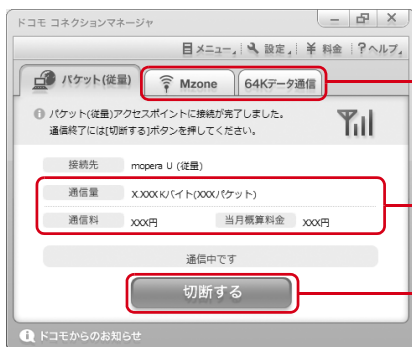 ドコモ コネクションマネージャ
メニュー 設定 ¥ 料金 ?ヘルプ
パケット(従量) Mzone 64Kデータ通信
パケット(従量)アクセスポイントに接続が完了しました。
通信終了には[切断する]ボタンを押してください。
接続先 mopera U (従量)
通信量 X.XXX Kバイト(XXXパケット)
通信料 XXX円 当月概算料金 XXX円
通信中です
切断する
ドコモからのお知らせ